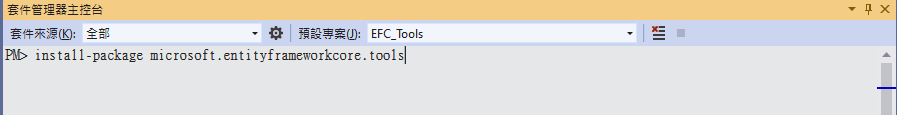 套件管理器主控台
套件來源(K): 全部 預設專案(J): EFC_Tools
PM> install-package microsoft.entityframeworkcore.tools